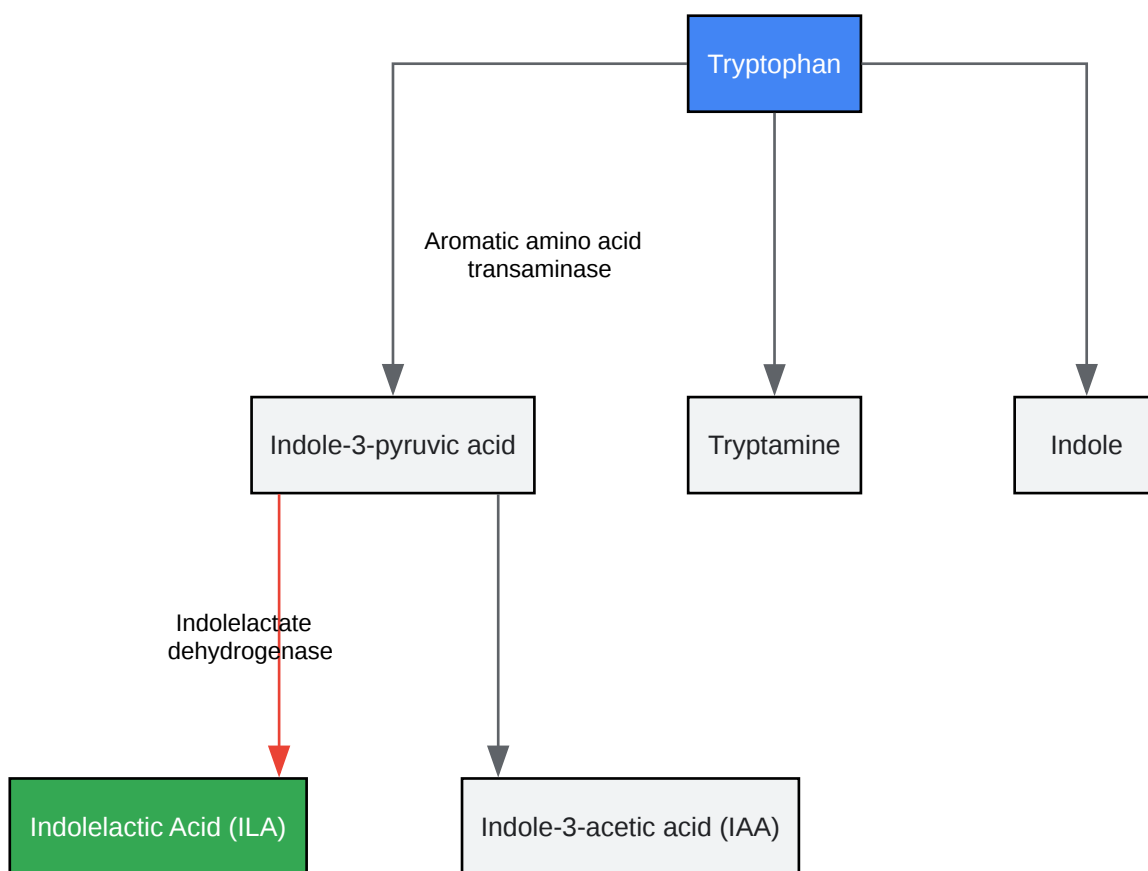 Tryptophan
Aromatic amino acid
transaminase
Indole-3-pyruvic acid
Tryptamine
Indole
Indolelactate
dehydrogenase
Indolelactic Acid (ILA)
Indole-3-acetic acid (IAA)